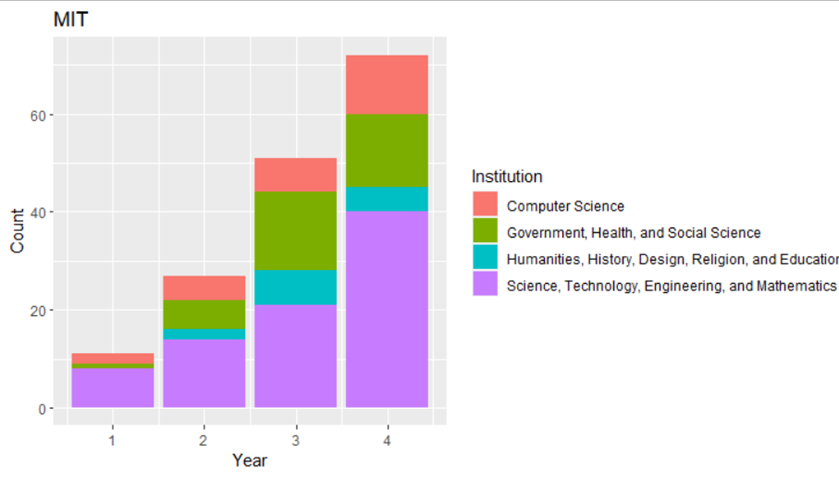 MIT
60
40
20
0
Count
1 2 3 4
Year
Institution
Computer Science
Government, Health, and Social Science
Humanities, History, Design, Religion, and Education
Science, Technology, Engineering, and Mathematics